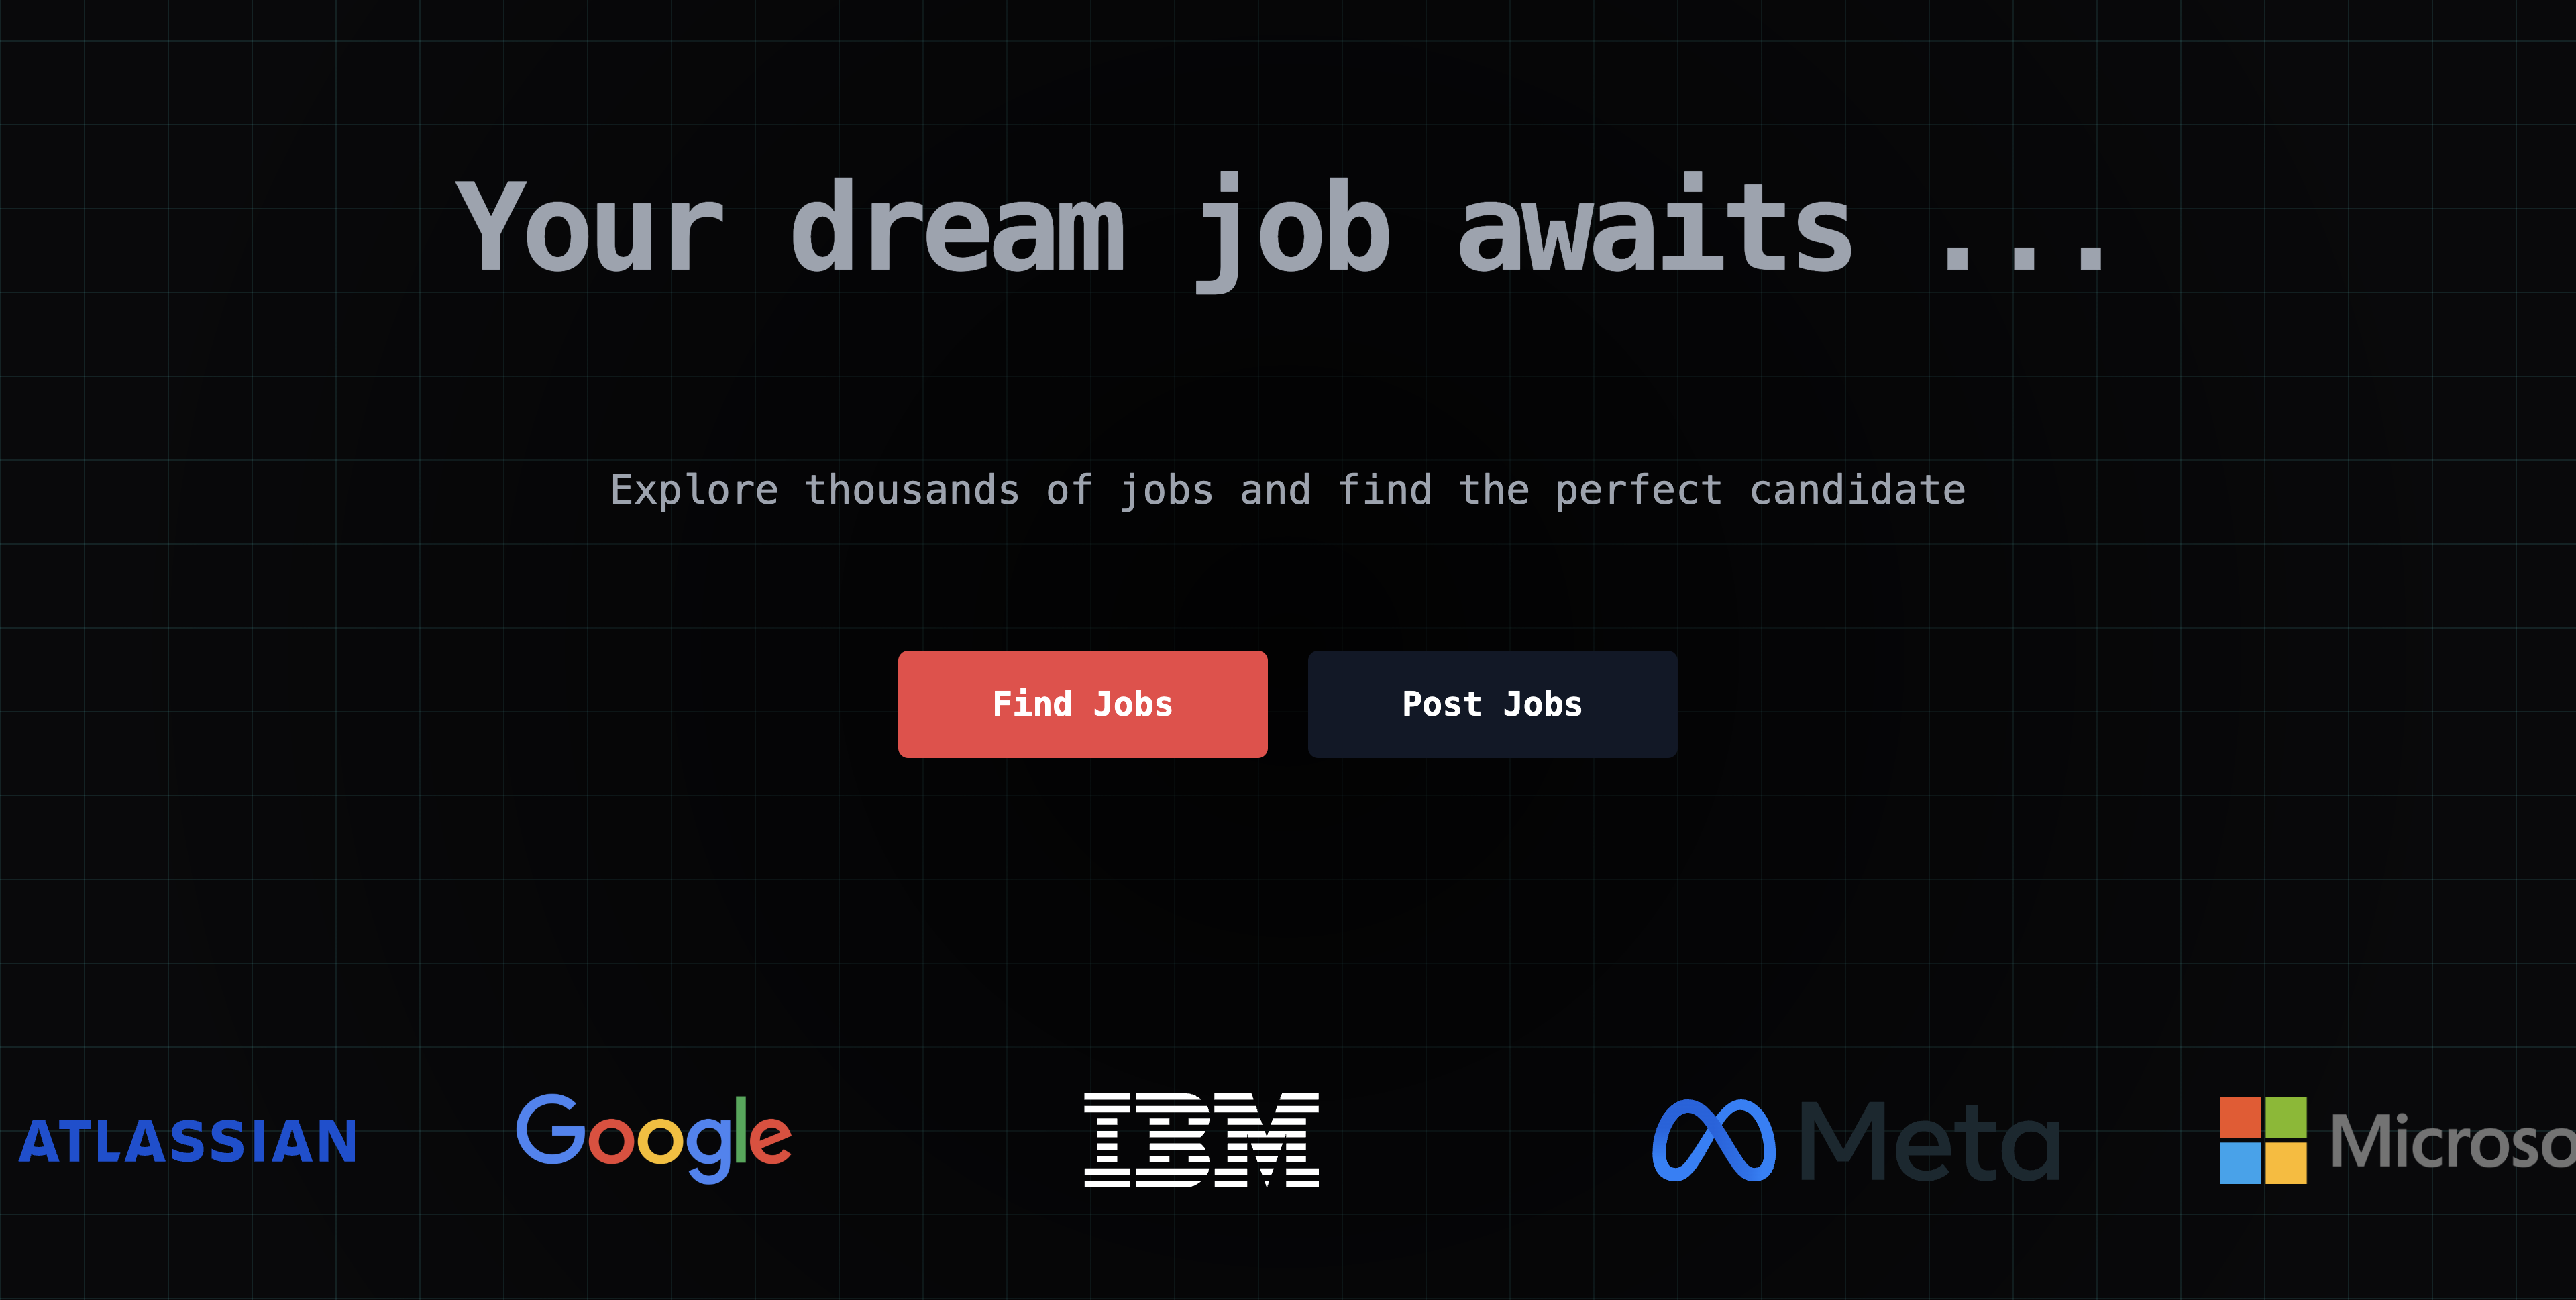 Your dream job awaits ...
Explore thousands of jobs and find the perfect candidate
Find Jobs
Post Jobs
ATLASSIAN
Google
IBM
Meta
Microso